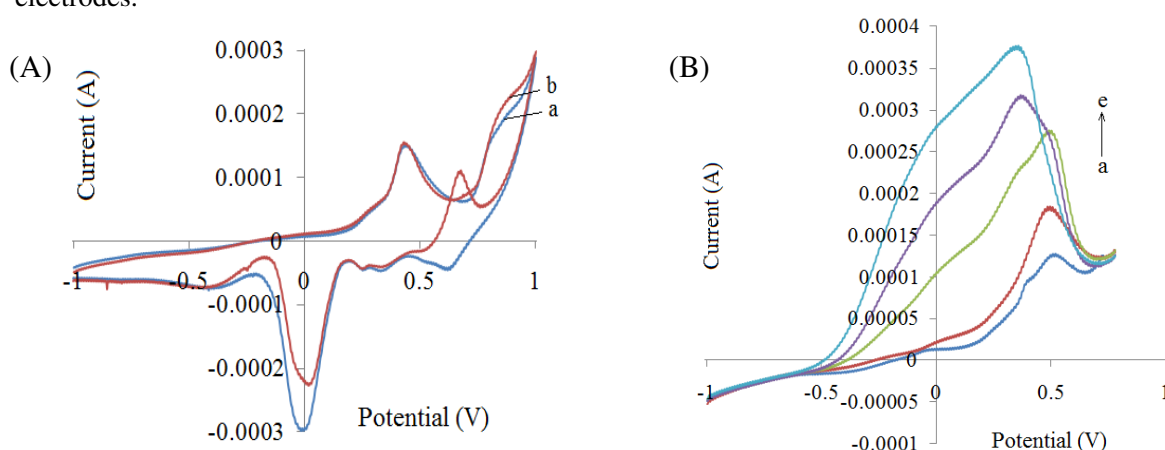 electrodes.
(A)
Current (A)
0.0003
0.0002
0.0001
0
-0.0001
-0.0002
-0.0003
-1
-0.5
0
0.5
1
b
a
Potential (V)
(B)
Current (A)
0.0004
0.00035
0.0003
0.00025
0.0002
0.00015
0.0001
0.00005
0
-0.00005
-0.0001
-1
-0.5
0
0.5
1
e
a
Potential (V)